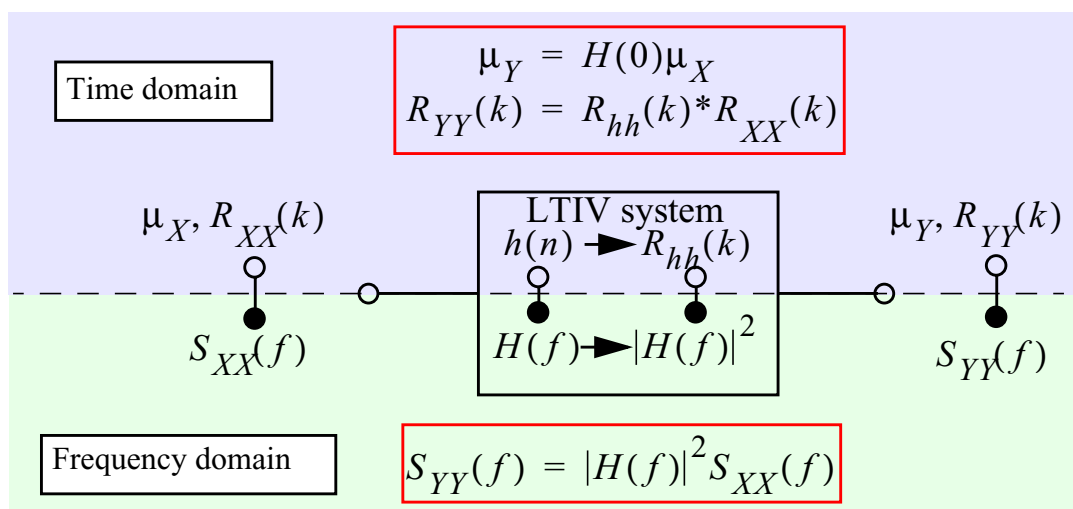 μ_Y = H(0)μ_X
Time domain
R_YY(k) = R_hh(k)*R_XX(k)
μ_X, R_XX(k)
LTIV system
μ_Y, R_YY(k)
h(n) → R_hh(k)
S_XX(f)
H(f) → |H(f)|^2
S_YY(f)
Frequency domain
S_YY(f) = |H(f)|^2 S_XX(f)